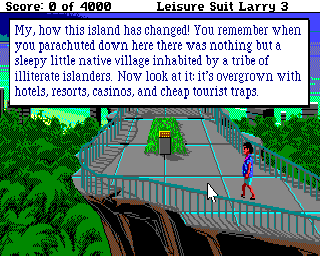 Score: 0 of 4000 Leisure Suit Larry 3
My, how this island has changed! You remember when
you parachuted down here there was nothing but a
sleepy little native village inhabited by a tribe of
illiterate islanders. Now look at it: it's overgrown with
hotels, resorts, casinos, and cheap tourist traps.